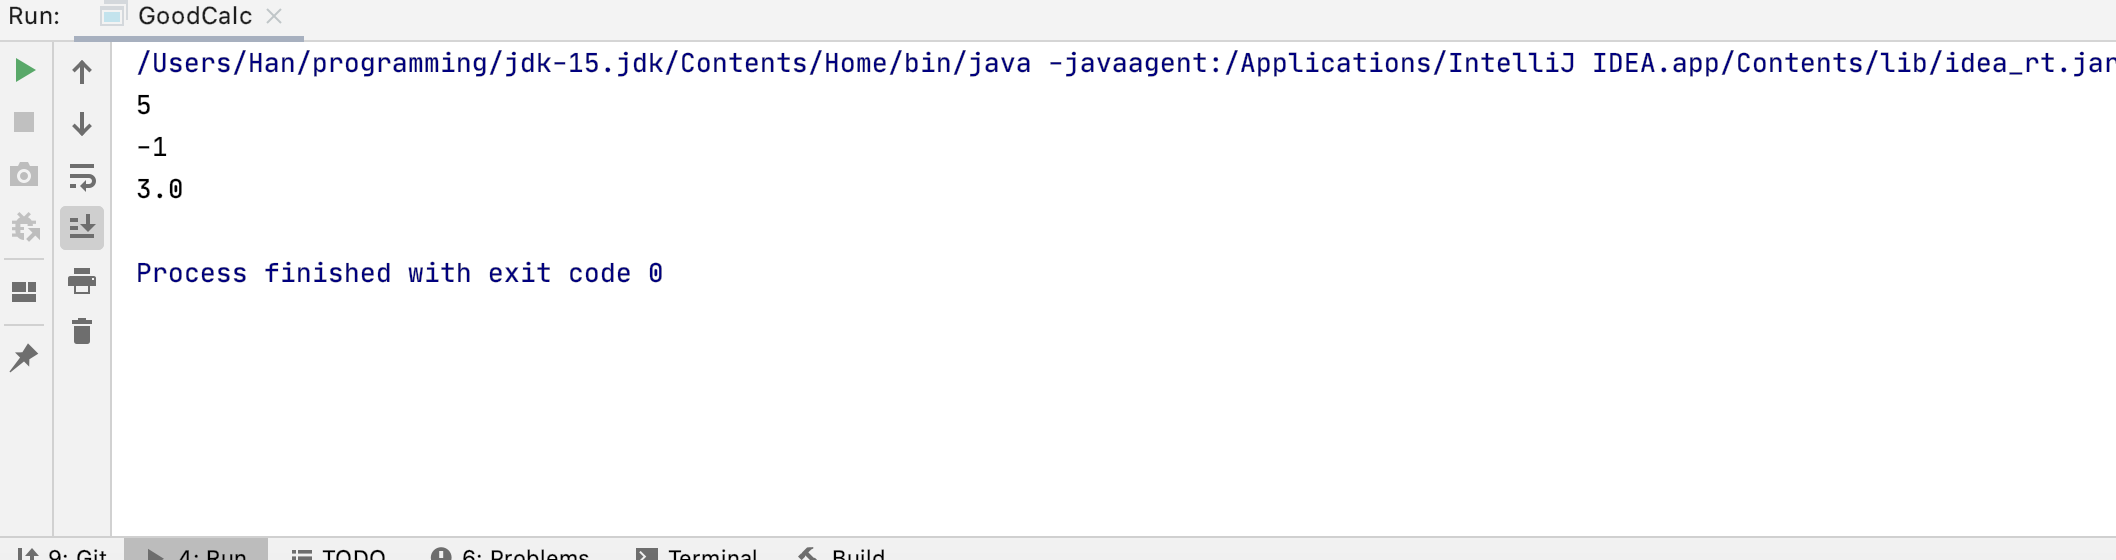 Run: GoodCalc
/Users/Han/programming/jdk-15.jdk/Contents/Home/bin/java -javaagent:/Applications/IntelliJ IDEA.app/Contents/lib/idea_rt.jar
5
-1
3.0
Process finished with exit code 0
9: Git 4: Run TODO 6: Problems Terminal Build